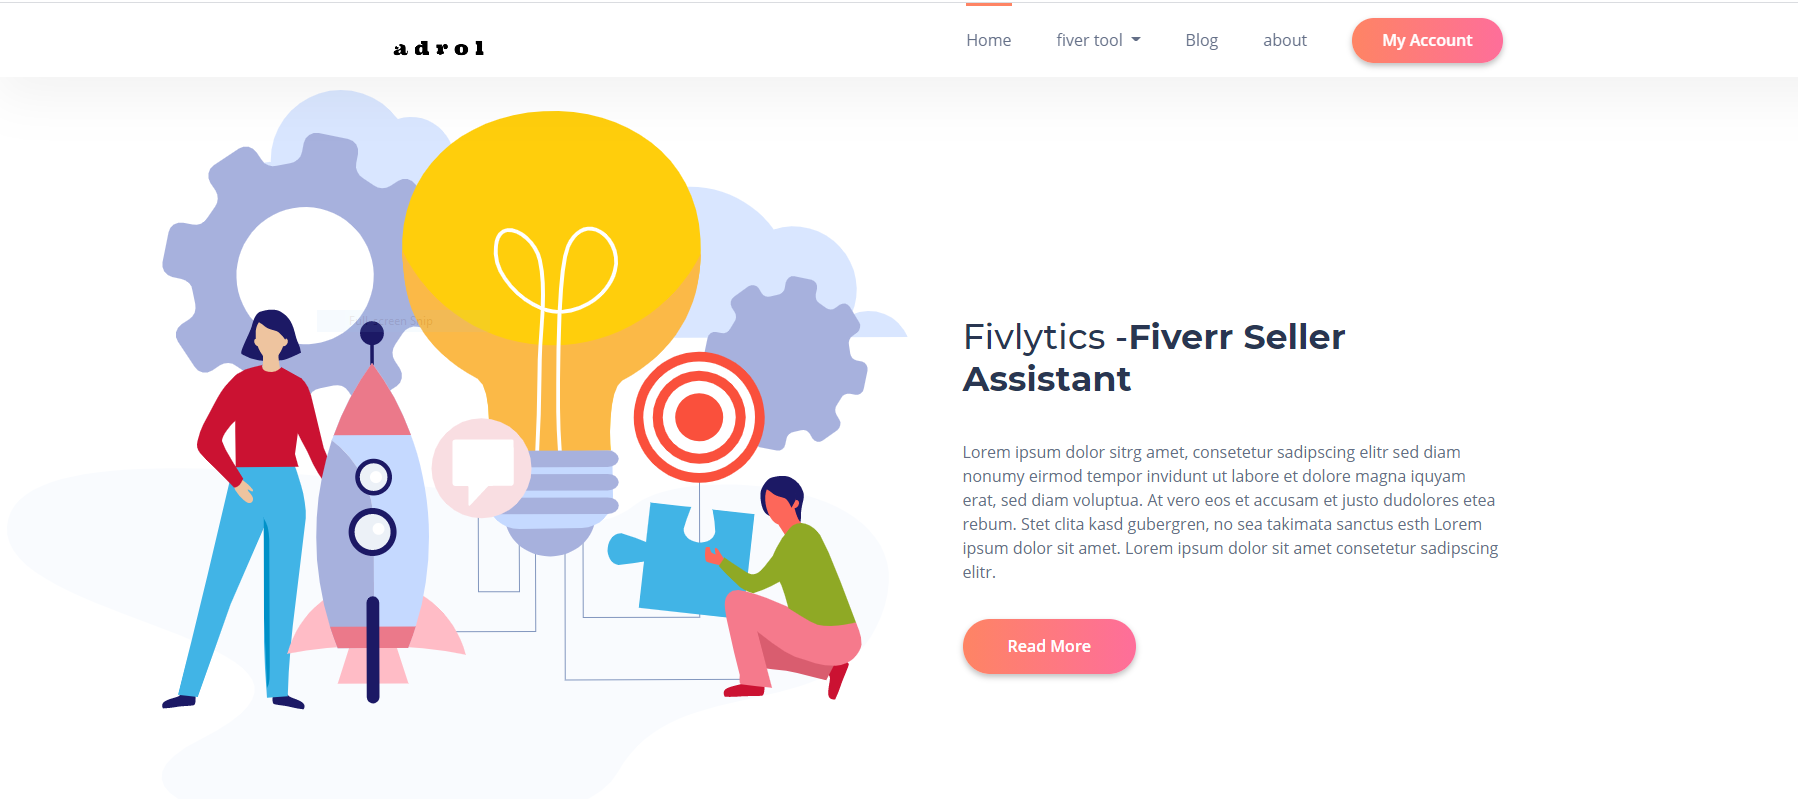 adrol
Home
fiver tool
Blog
about
My Account
Full-screen Snip
Fivlytics -Fiverr Seller
Assistant
Lorem ipsum dolor sitrg amet, consetetur sadipscing elitr sed diam
nonumy eirmod tempor invidunt ut labore et dolore magna iquyam
erat, sed diam voluptua. At vero eos et accusam et justo dudolores etea
rebum. Stet clita kasd gubergren, no sea takimata sanctus esth Lorem
ipsum dolor sit amet. Lorem ipsum dolor sit amet consetetur sadipscing
elitr.
Read More